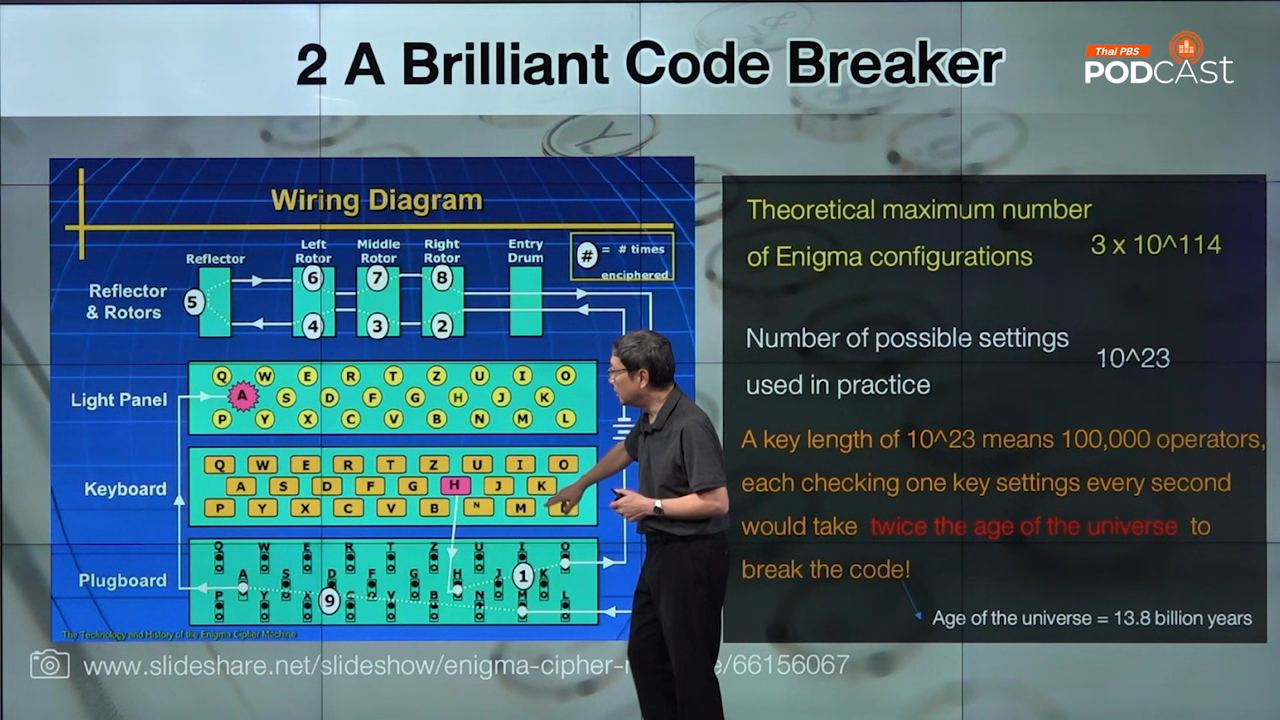 2 A Brilliant Code Breaker
Thai PBS
PODCAST
Wiring Diagram
Reflector
Left Rotor
Middle Rotor
Right Rotor
Entry Drum
# = # times enciphered
Reflector & Rotors
5
6
7
8
4
3
2
Light Panel
Q W E R T Z U I O
A S D F G H J K
P Y X C V B N M L
Keyboard
Q W E R T Z U I O
A S D F G H J K
P Y X C V B N M
Plugboard
Q W E R T Z U I O
A S D F G H J 1 K
P Y 9 V B N M L
The Technology and History of the Enigma Cipher Machine
www.slideshare.net/slideshow/enigma-cipher- /66156067
Theoretical maximum number
of Enigma configurations
3 x 10^114
Number of possible settings
used in practice
10^23
A key length of 10^23 means 100,000 operators,
each checking one key settings every second
would take twice the age of the universe to
break the code!
Age of the universe = 13.8 billion years